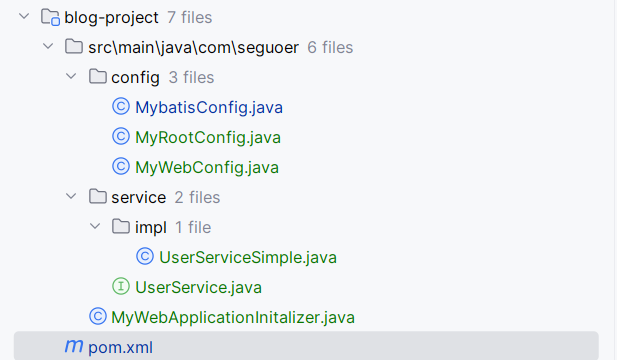 blog-project 7 files
src\main\java\com\seguoer 6 files
config 3 files
C MybatisConfig.java
C MyRootConfig.java
C MyWebConfig.java
service 2 files
impl 1 file
C UserServiceSimple.java
I UserService.java
C MyWebApplicationInitalizer.java
m pom.xml